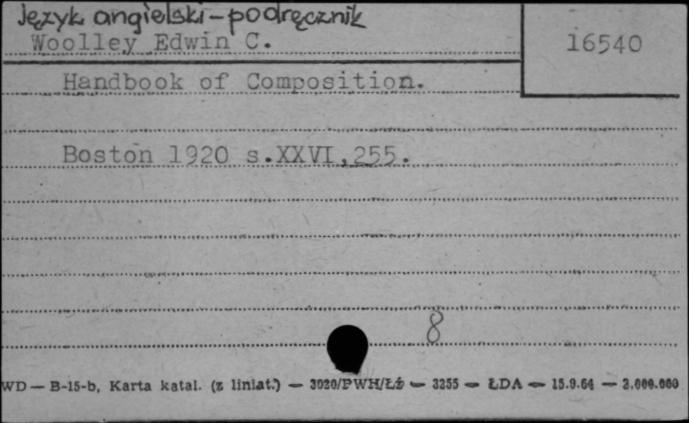 Język angielski - podręcznik
Woolley Edwin C.
16540
Handbook of Composition.
Boston 1920 s.XXVI,255.
8
WD — B-15-b, Karta katal. (z liniat.) — 3020/PWH/Łż — 3255 — ŁDA — 15.9.64 — 2.000.000